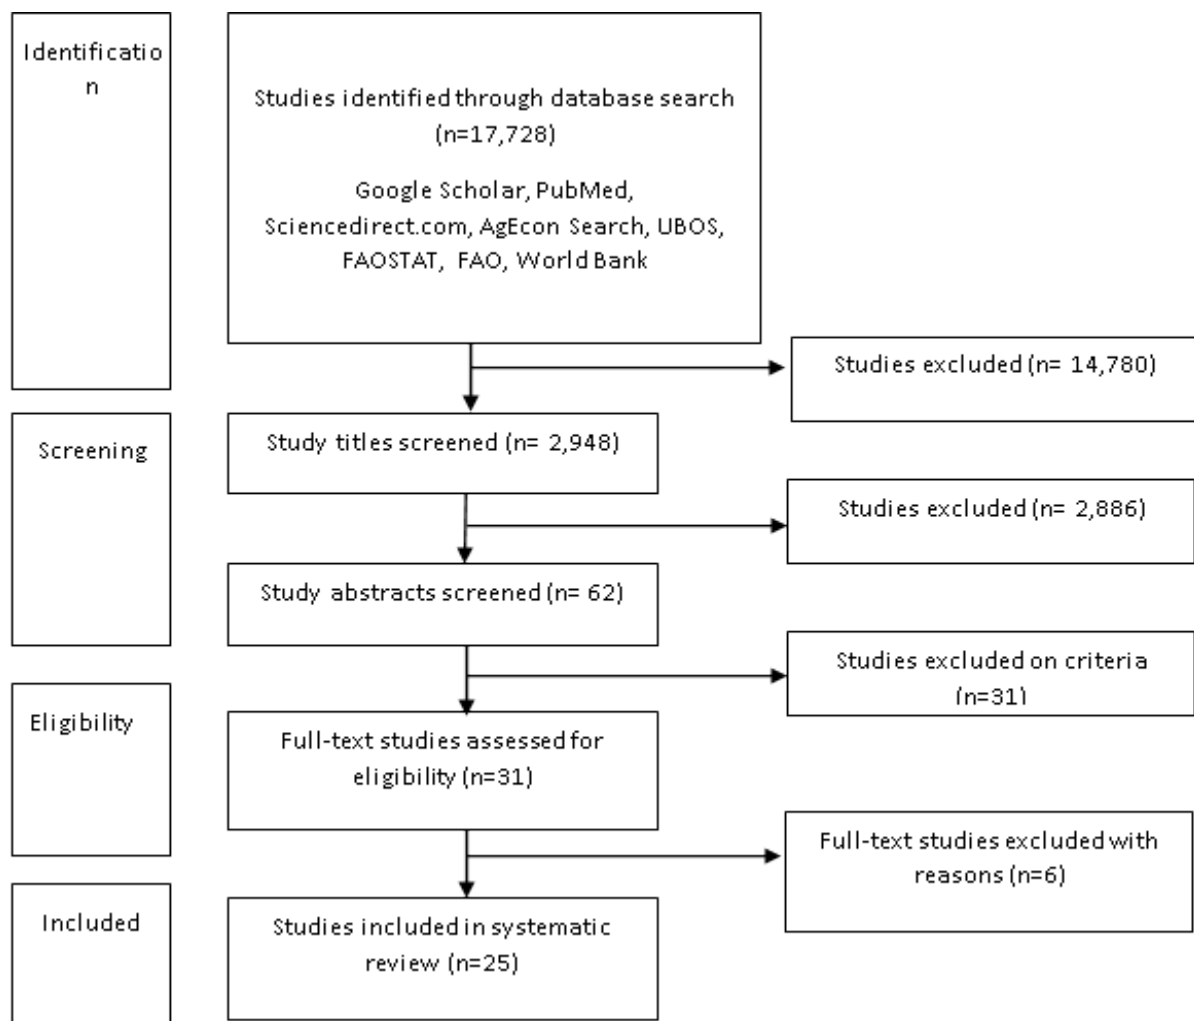 Identificatio
n
Studies identified through database search
(n=17,728)
Google Scholar, PubMed,
Sciencedirect.com, AgEcon Search, UBOS,
FAOSTAT, FAO, World Bank
Studies excluded (n= 14,780)
Screening
Study titles screened (n= 2,948)
Studies excluded (n= 2,886)
Study abstracts screened (n= 62)
Studies excluded on criteria
(n=31)
Eligibility
Full-text studies assessed for
eligibility (n=31)
Full-text studies excluded with
reasons (n=6)
Included
Studies included in systematic
review (n=25)